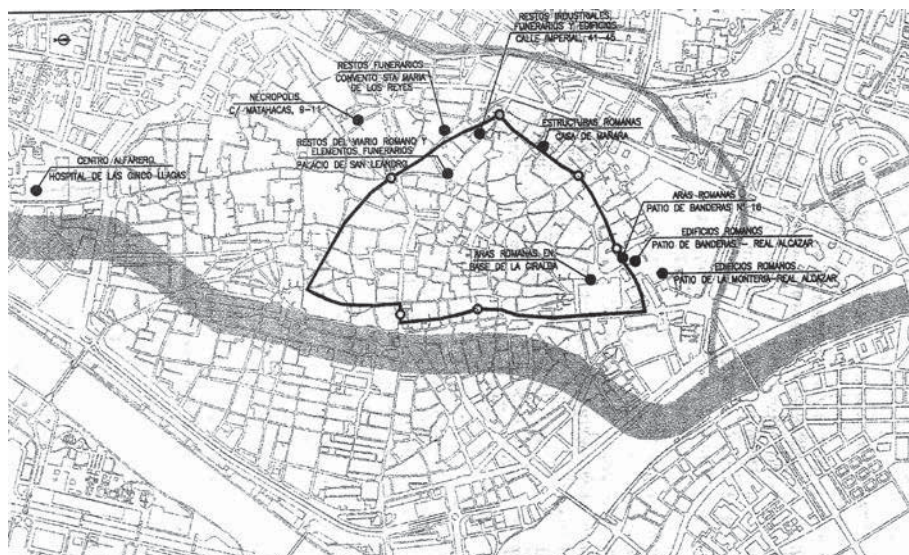 RESTOS INDUSTRIALES,
FUNERARIOS Y EDIFICIOS
CALLE IMPERIAL, 41-45
RESTOS FUNERARIOS
CONVENTO STA MARIA
DE LOS REYES
NECROPOLIS
C/ MATAHACAS, 9-11
ESTRUCTURAS ROMANAS
CASA DE MAÑARA
RESTOS DEL VIARIO ROMANO Y
ELEMENTOS FUNERARIOS
PALACIO DE SAN LEANDRO
CENTRO ALFARERO
HOSPITAL DE LAS CINCO LLAGAS
ARAS ROMANAS
PATIO DE BANDERAS Nº 16
EDIFICIOS ROMANOS
PATIO DE BANDERAS - REAL ALCAZAR
ARAS ROMANAS EN
BASE DE LA GIRALDA
EDIFICIOS ROMANOS
PATIO DE LA MONTERIA-REAL ALCAZAR